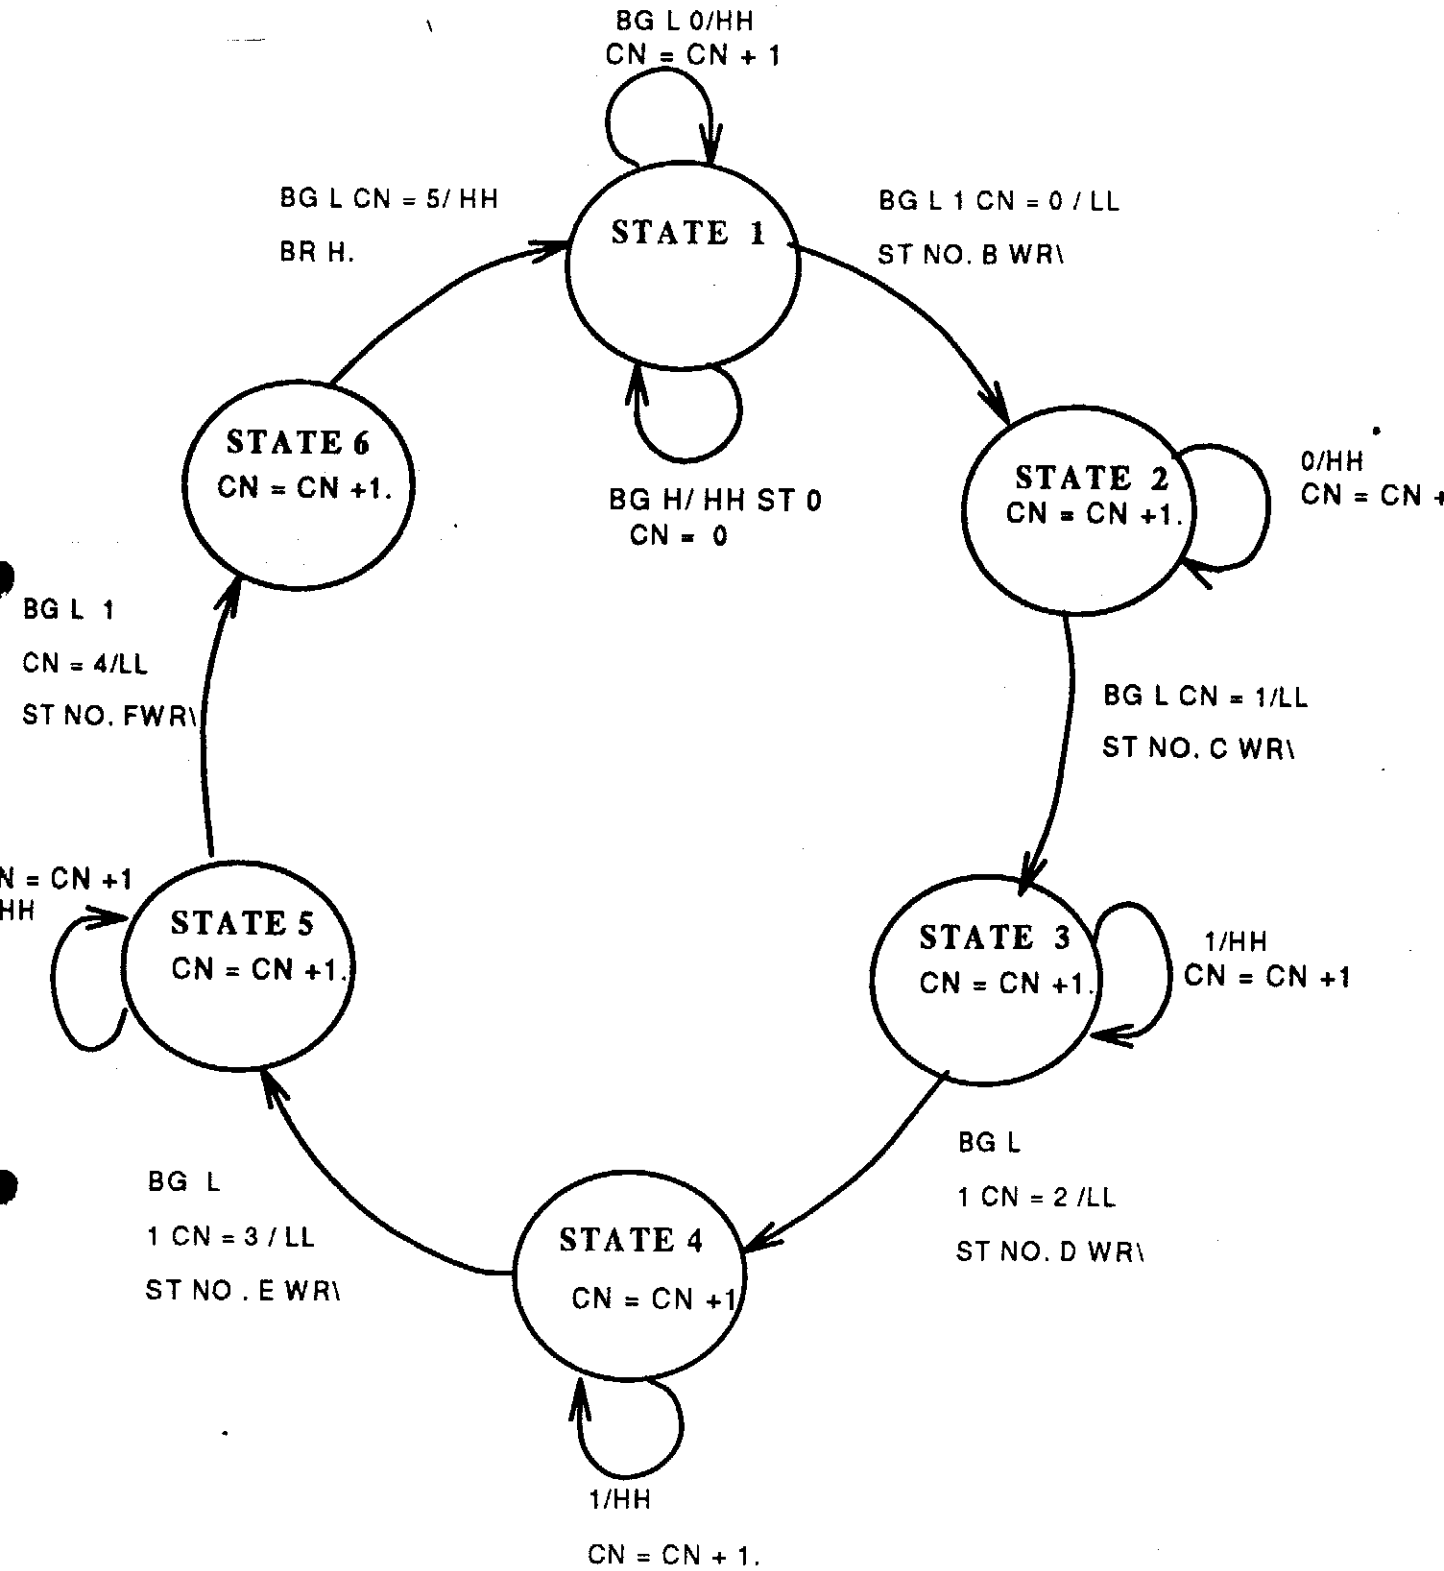 BG L 0/HH
CN = CN + 1
BG L CN = 5/ HH
BR H.
STATE 1
BG L 1 CN = 0 / LL
ST NO. B WR\
BG H/ HH ST 0
CN = 0
STATE 6
CN = CN +1.
STATE 2
CN = CN +1.
0/HH
CN = CN +
BG L 1
CN = 4/LL
ST NO. FWR\
BG L CN = 1/LL
ST NO. C WR\
N = CN +1
HH
STATE 5
CN = CN +1.
STATE 3
CN = CN +1.
1/HH
CN = CN +1
BG L
1 CN = 2 /LL
ST NO. D WR\
BG L
1 CN = 3 / LL
ST NO . E WR\
STATE 4
CN = CN +1
1/HH
CN = CN + 1.